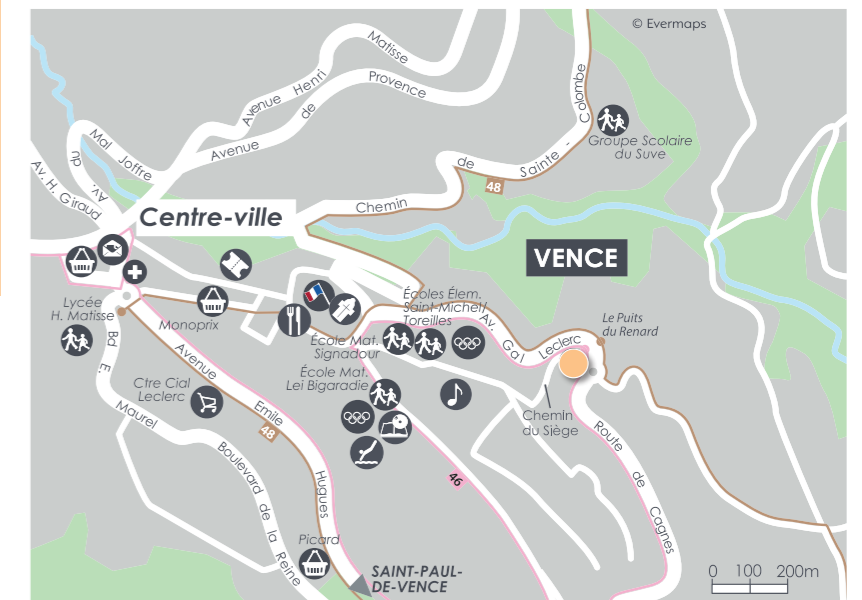 © Evermaps
Matisse
Avenue Henri
Provence
de
Avenue
Colombe
Sainte -
de
Chemin
48
Groupe Scolaire
du Suve
Mal Joffre
du
Av.
Av. H. Giraud
Centre-ville
VENCE
Lycée
H. Matisse
Monoprix
Écoles Élem.
Saint-Michel/
Toreilles
École Mat.
Signadour
École Mat.
Lei Bigaradie
Av. Gal Leclerc
Le Puits
du Renard
Chemin
du Siège
Bd E.
Maurel
Avenue
Emile
Hugues
48
Ctre Cial
Leclerc
Boulevard de la Reine
46
Route de Cagnes
Picard
SAINT-PAUL-
DE-VENCE
0 100 200m